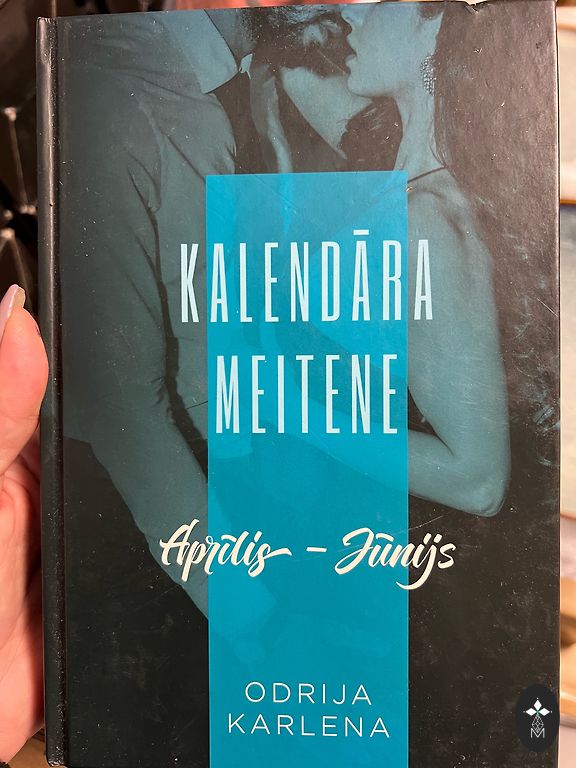 KALENDĀRA
MEITENE
Aprīlis – Jūnijs
ODRIJA
KARLENA